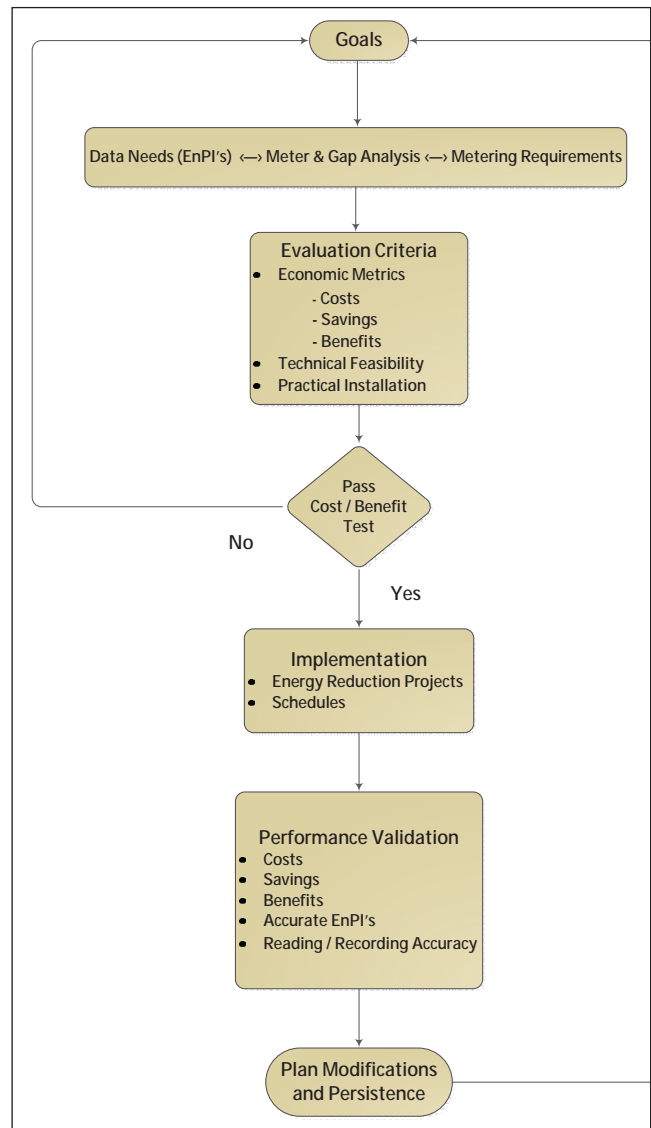 Goals
Data Needs (EnPI's) <--> Meter & Gap Analysis <--> Metering Requirements
Evaluation Criteria
• Economic Metrics
- Costs
- Savings
- Benefits
• Technical Feasibility
• Practical Installation
Pass
Cost / Benefit
Test
No
Yes
Implementation
• Energy Reduction Projects
• Schedules
Performance Validation
• Costs
• Savings
• Benefits
• Accurate EnPI's
• Reading / Recording Accuracy
Plan Modifications
and Persistence